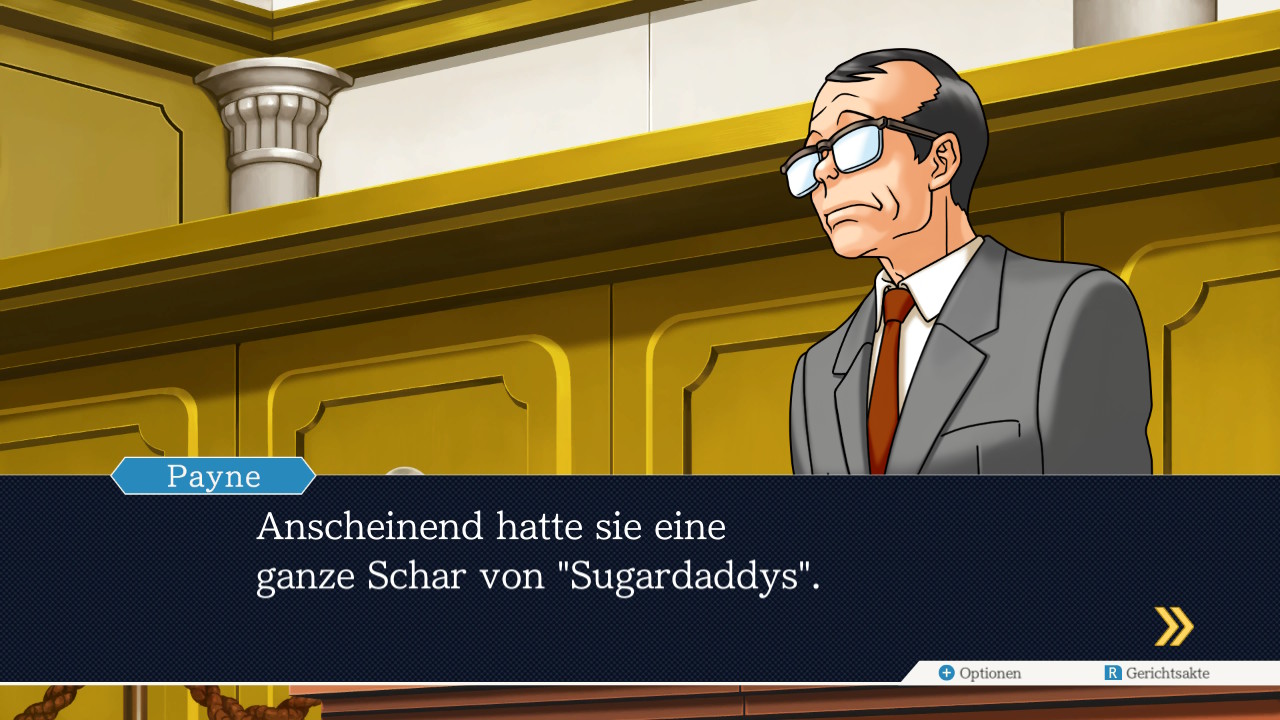 Payne
Anscheinend hatte sie eine
ganze Schar von "Sugardaddys".
+ Optionen
R Gerichtsakte